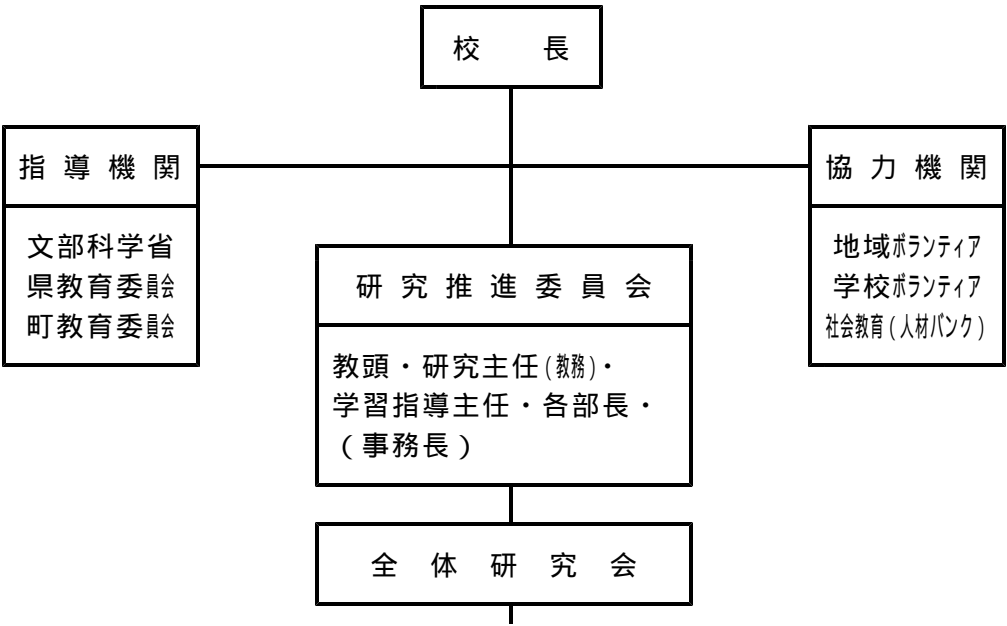 校長
指導機関
文部科学省
県教育委員会
町教育委員会
協力機関
地域ボランティア
学校ボランティア
社会教育(人材バンク)
研究推進委員会
教頭・研究主任(教務)・
学習指導主任・各部長・
(事務長)
全体研究会